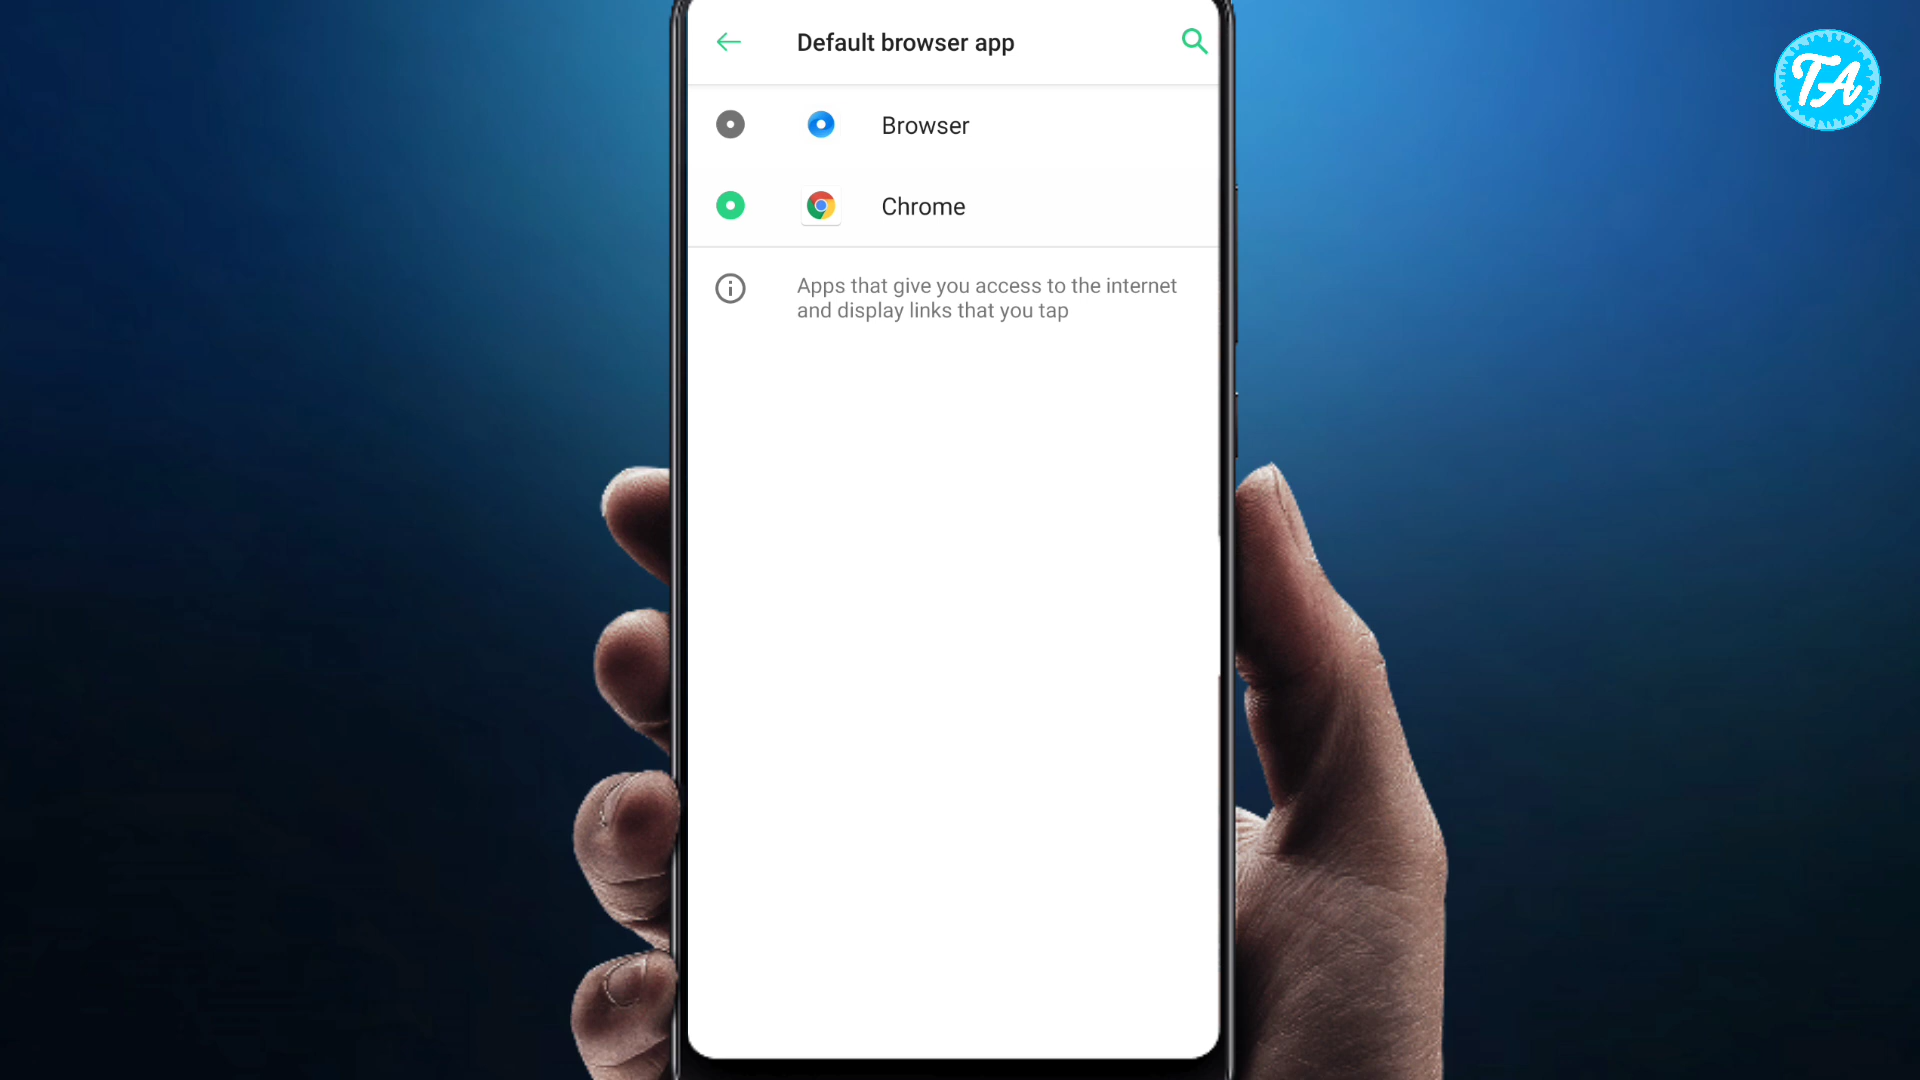 Default browser app
TA
Browser
Chrome
Apps that give you access to the internet
and display links that you tap